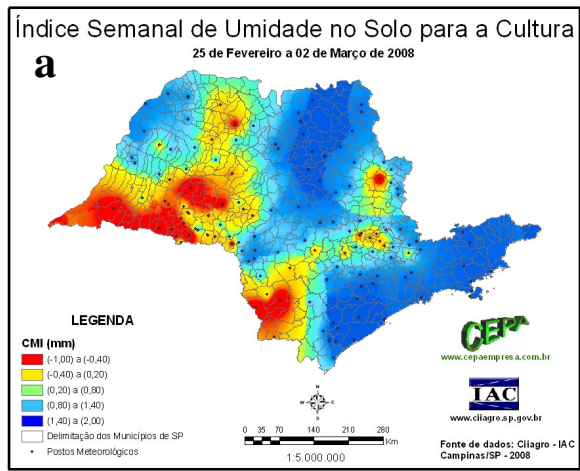 Índice Semanal de Umidade no Solo para a Cultura
25 de Fevereiro a 02 de Março de 2008
a
LEGENDA
CMI (mm)
(-1,00) a (-0,40)
(-0,40) a (0,20)
(0,20) a (0,80)
(0,80) a (1,40)
(1,40) a (2,00)
Delimitação dos Municípios de SP
Postos Meteorológicos
N
W E
S
0 35 70 140 210 280
Km
1:5.000.000
CEPA
www.cepaempresa.com.br
IAC
www.ciiagro.sp.gov.br
Fonte de dados: Ciiagro - IAC
Campinas/SP - 2008